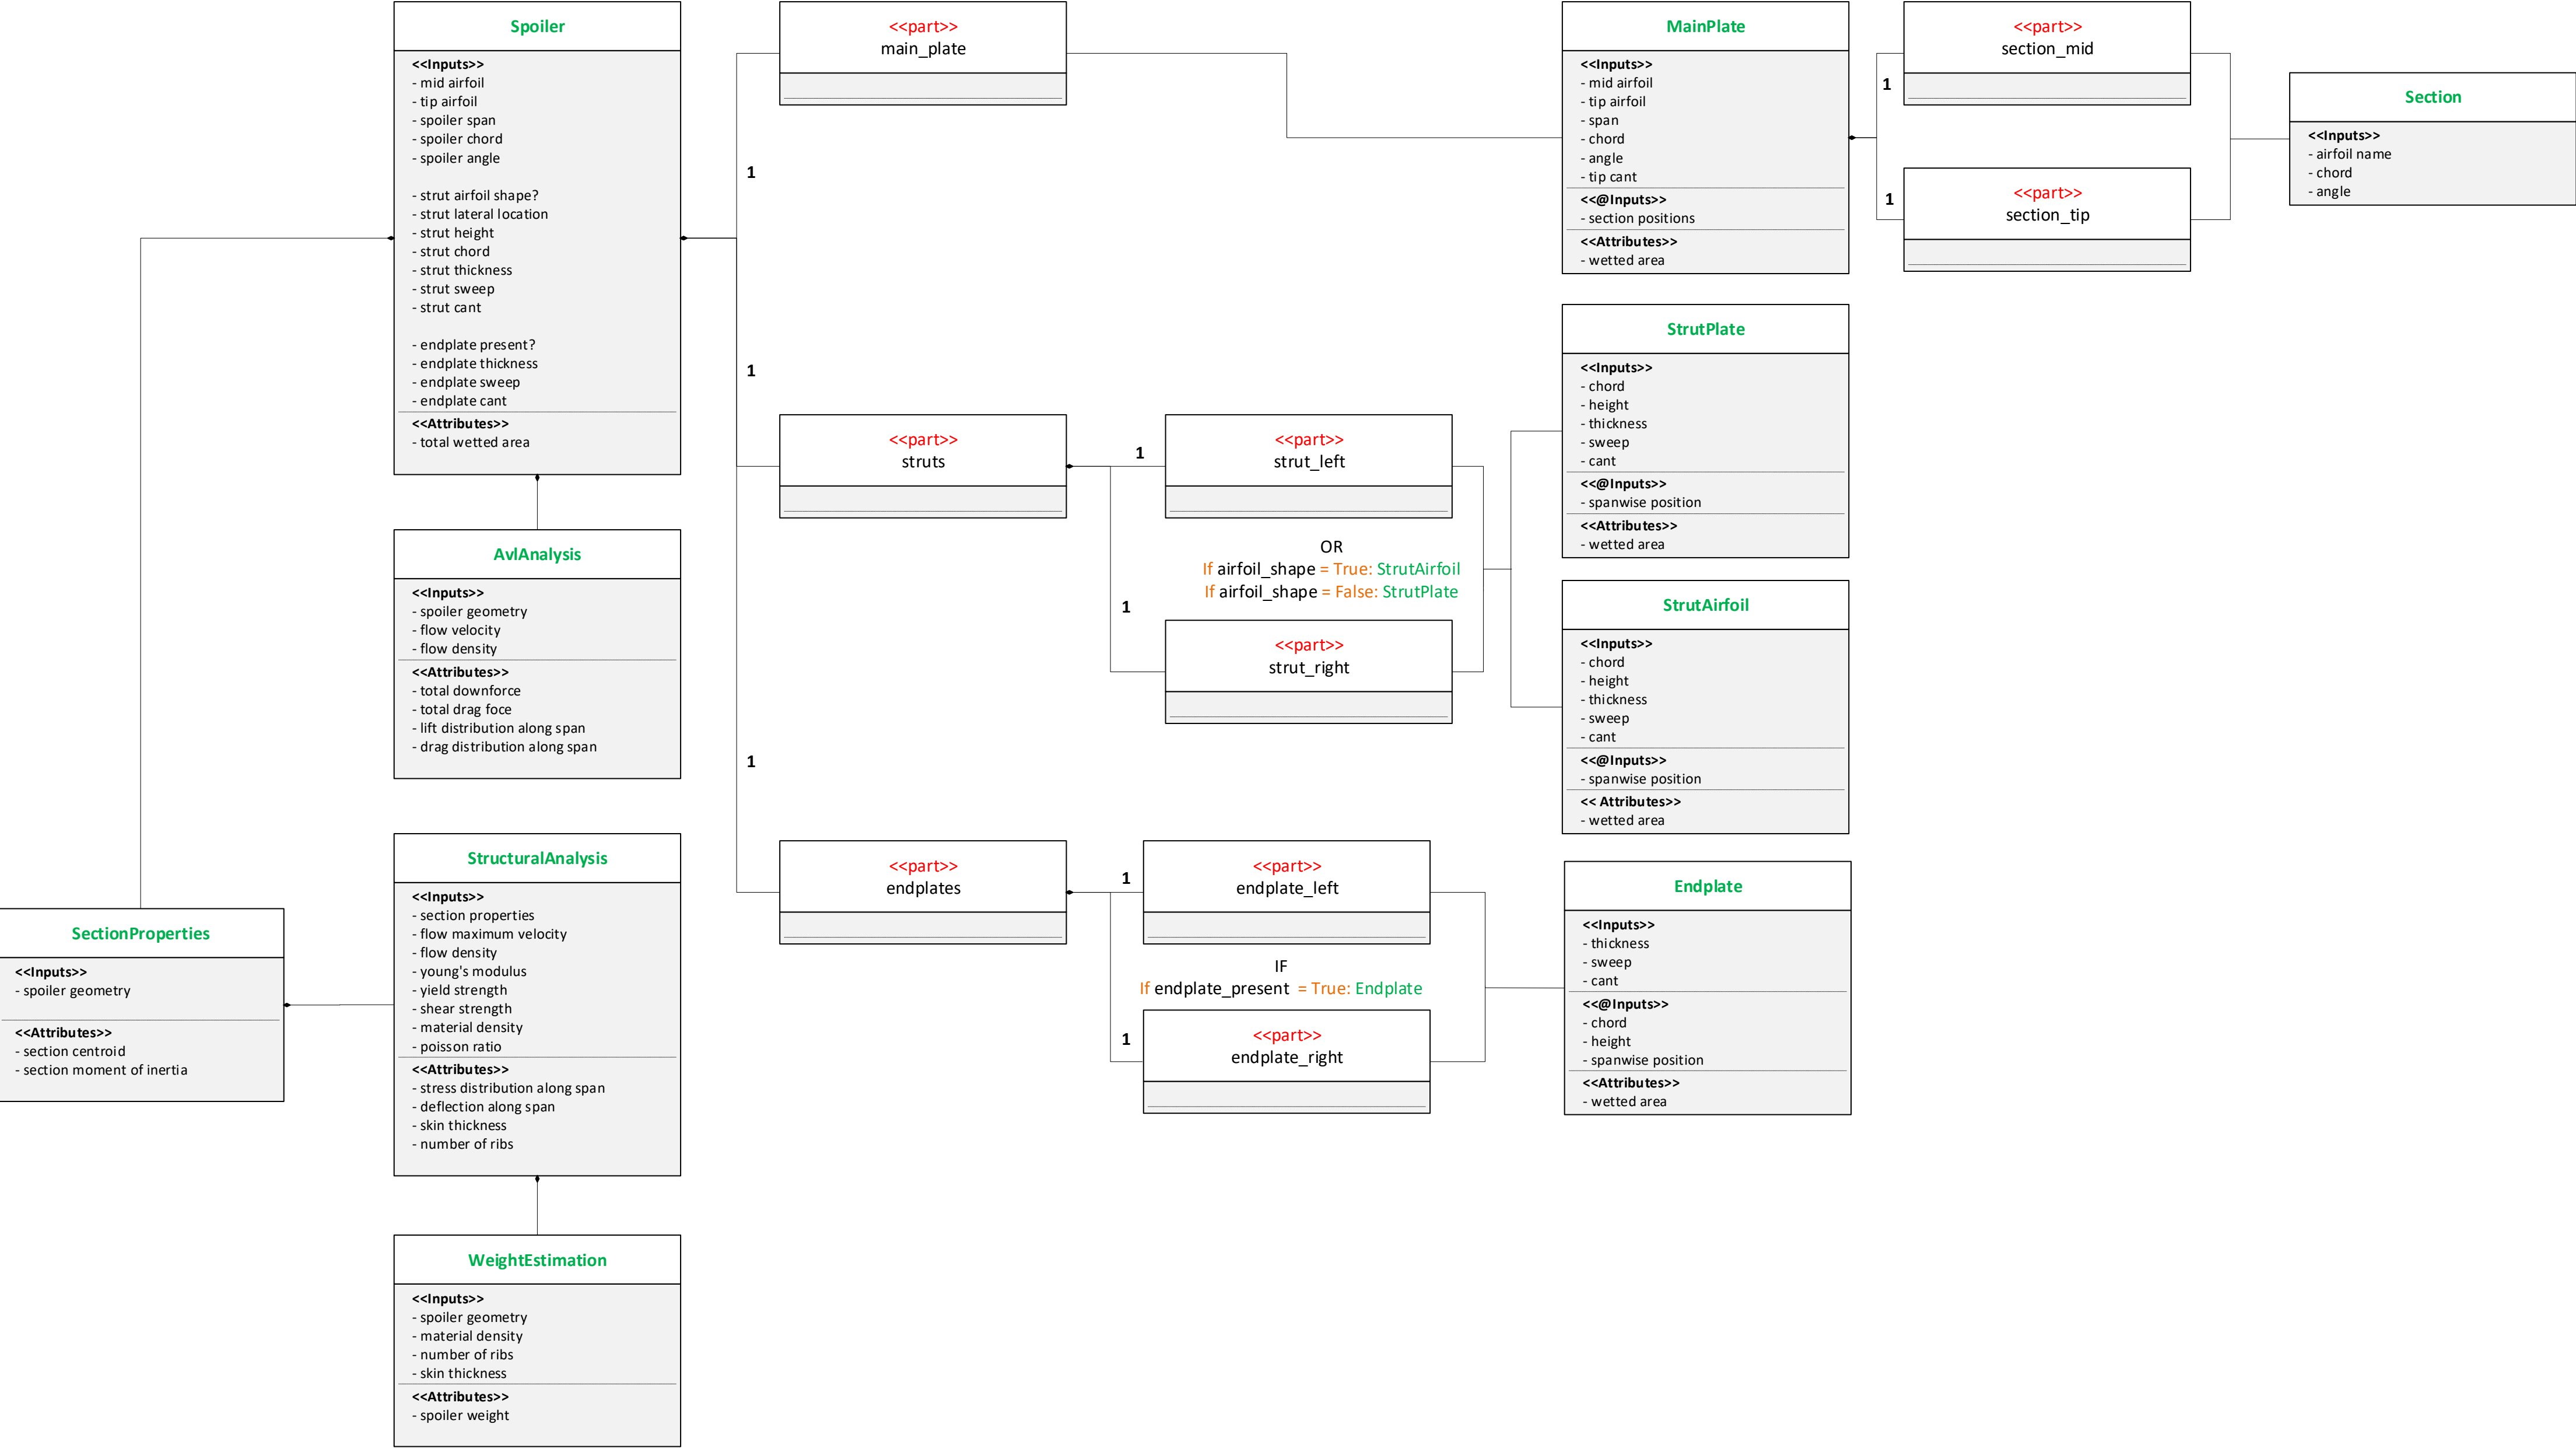 Spoiler
<<Inputs>>
- mid airfoil
- tip airfoil
- spoiler span
- spoiler chord
- spoiler angle
- strut airfoil shape?
- strut lateral location
- strut height
- strut chord
- strut thickness
- strut sweep
- strut cant
- endplate present?
- endplate thickness
- endplate sweep
- endplate cant
<<Attributes>>
- total wetted area
AvlAnalysis
<<Inputs>>
- spoiler geometry
- flow velocity
- flow density
<<Attributes>>
- total downforce
- total drag foce
- lift distribution along span
- drag distribution along span
SectionProperties
<<Inputs>>
- spoiler geometry
<<Attributes>>
- section centroid
- section moment of inertia
StructuralAnalysis
<<Inputs>>
- section properties
- flow maximum velocity
- flow density
- young's modulus
- yield strength
- shear strength
- material density
- poisson ratio
<<Attributes>>
- stress distribution along span
- deflection along span
- skin thickness
- number of ribs
WeightEstimation
<<Inputs>>
- spoiler geometry
- material density
- number of ribs
- skin thickness
<<Attributes>>
- spoiler weight
1
1
1
<<part>>
main_plate
<<part>>
struts
<<part>>
endplates
1
<<part>>
strut_left
OR
If airfoil_shape = True: StrutAirfoil
If airfoil_shape = False: StrutPlate
1
<<part>>
strut_right
1
<<part>>
endplate_left
IF
If endplate_present = True: Endplate
1
<<part>>
endplate_right
MainPlate
<<Inputs>>
- mid airfoil
- tip airfoil
- span
- chord
- angle
- tip cant
<<@Inputs>>
- section positions
<<Attributes>>
- wetted area
StrutPlate
<<Inputs>>
- chord
- height
- thickness
- sweep
- cant
<<@Inputs>>
- spanwise position
<<Attributes>>
- wetted area
StrutAirfoil
<<Inputs>>
- chord
- height
- thickness
- sweep
- cant
<<@Inputs>>
- spanwise position
<< Attributes>>
- wetted area
Endplate
<<Inputs>>
- thickness
- sweep
- cant
<<@Inputs>>
- chord
- height
- spanwise position
<<Attributes>>
- wetted area
1
<<part>>
section_mid
1
<<part>>
section_tip
Section
<<Inputs>>
- airfoil name
- chord
- angle